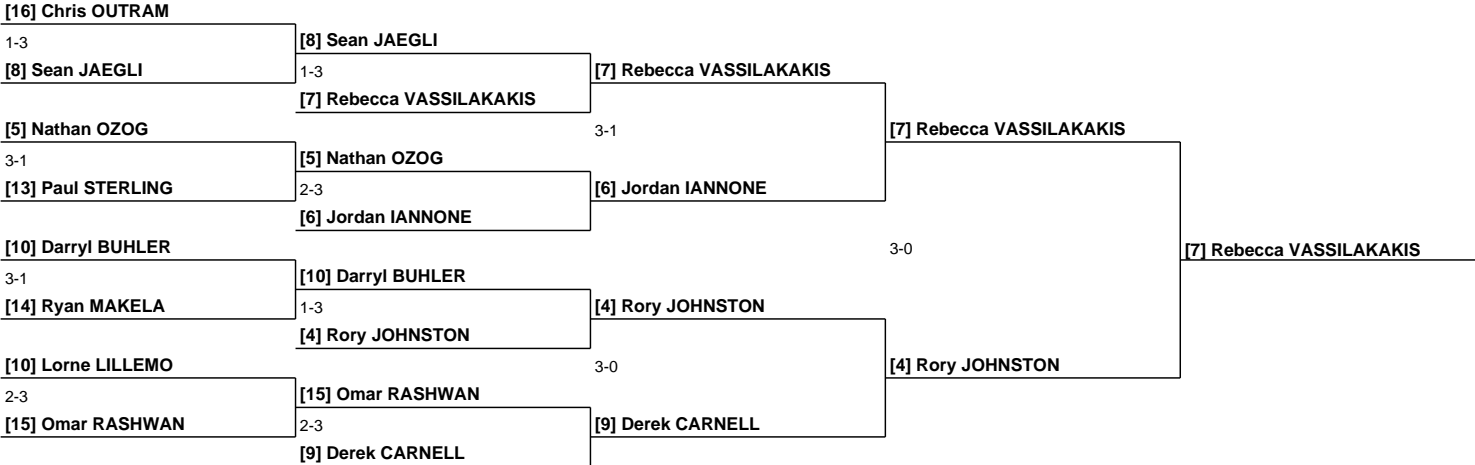 [16] Chris OUTRAM
1-3
[8] Sean JAEGLI
[8] Sean JAEGLI
1-3
[7] Rebecca VASSILAKAKIS
[7] Rebecca VASSILAKAKIS
[5] Nathan OZOG
3-1
[7] Rebecca VASSILAKAKIS
3-1
[5] Nathan OZOG
[13] Paul STERLING
2-3
[6] Jordan IANNONE
[6] Jordan IANNONE
[10] Darryl BUHLER
3-0
[7] Rebecca VASSILAKAKIS
3-1
[10] Darryl BUHLER
[14] Ryan MAKELA
1-3
[4] Rory JOHNSTON
[4] Rory JOHNSTON
[10] Lorne LILLEMO
3-0
[4] Rory JOHNSTON
2-3
[15] Omar RASHWAN
[15] Omar RASHWAN
2-3
[9] Derek CARNELL
[9] Derek CARNELL